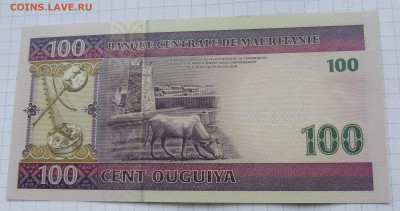 COINS.LAVE.RU
100 BANQUE CENTRALE DE MAURITANIE
100
100
100 CENT OUGUIYA